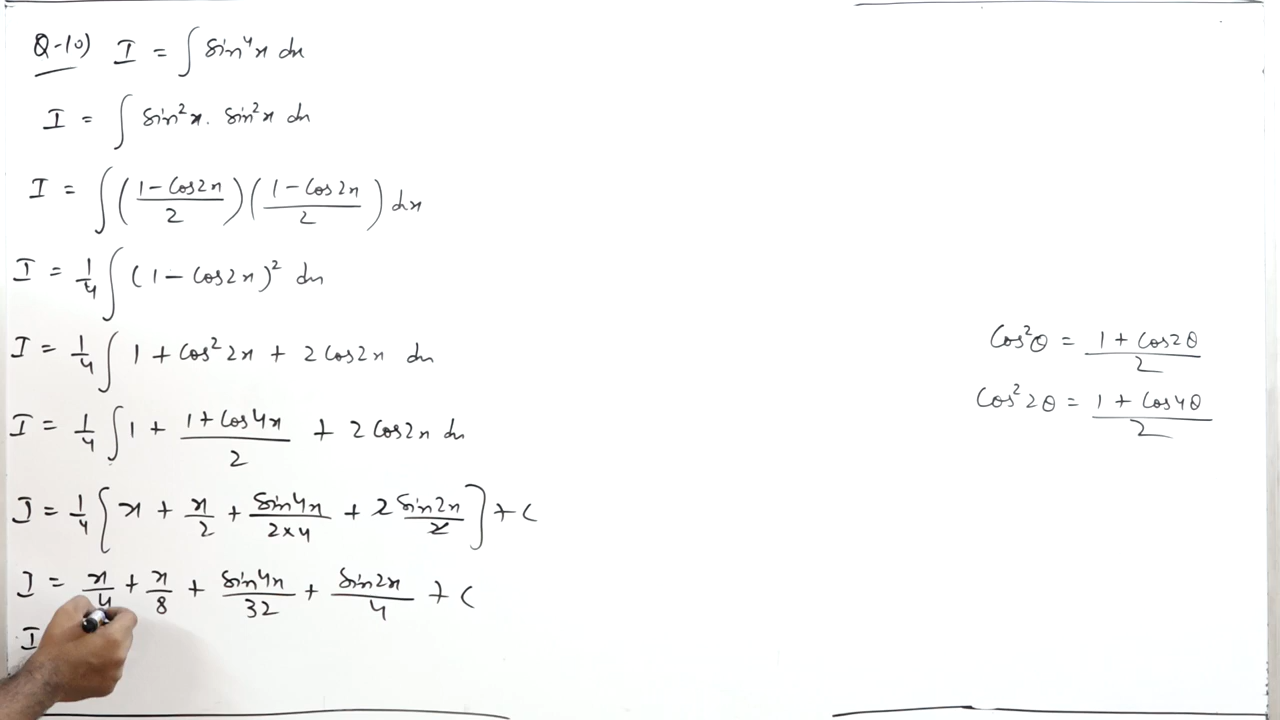 Q-10) I = ∫ sin⁴x dx
I = ∫ sin²x . sin²x dx
I = ∫ ((1 - cos2x)/2) ((1 - cos2x)/2) dx
I = 1/4 ∫ (1 - cos2x)² dx
I = 1/4 ∫ 1 + cos²2x + 2cos2x dx
I = 1/4 ∫ 1 + (1 + cos4x)/2 + 2cos2x dx
I = 1/4 [x + x/2 + sin4x/(2×4) + 2 sin2x/2] + C
I = x/4 + x/8 + sin4x/32 + sin2x/4 + C
I
cos²θ = (1 + cos2θ)/2
cos²2θ = (1 + cos4θ)/2